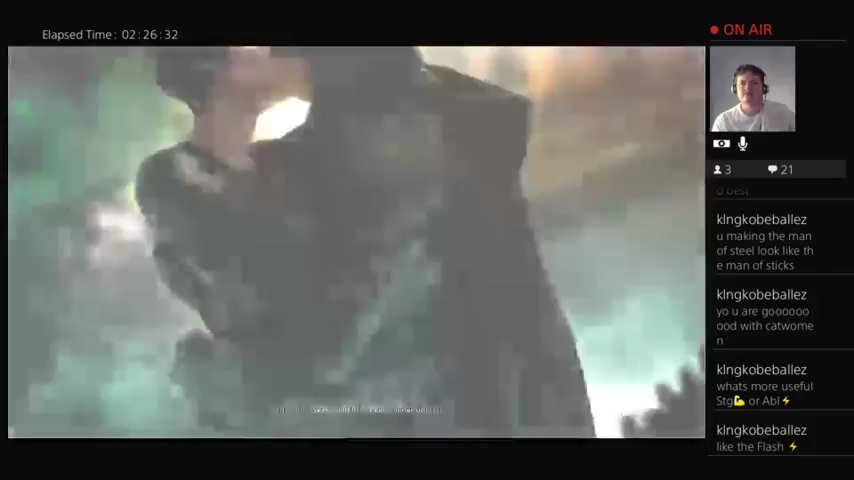 Elapsed Time: 02:26:32
ON AIR
3
21
u best
klngkobeballez
u making the man
of steel look like th
e man of sticks
klngkobeballez
yo u are goooooo
ood with catwome
n
klngkobeballez
whats more useful
Stg💪 or Abl⚡
klngkobeballez
like the Flash ⚡